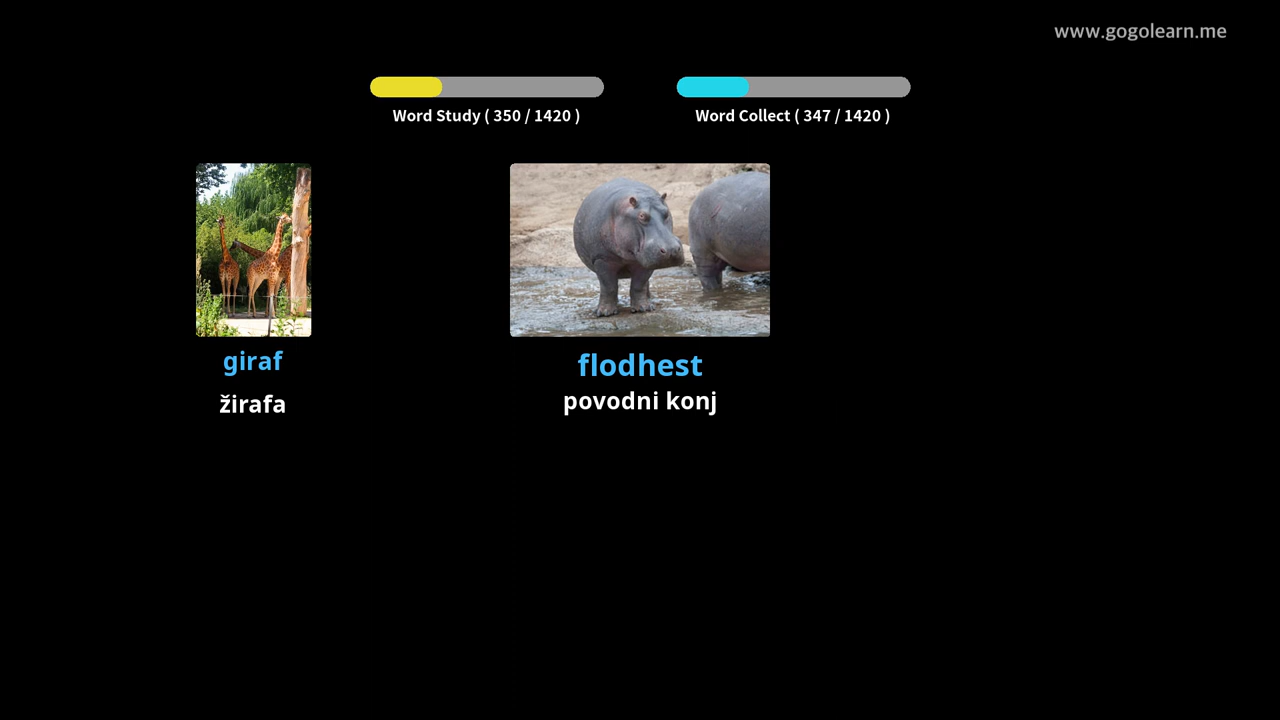 www.gogolearn.me
Word Study ( 350 / 1420 )
Word Collect ( 347 / 1420 )
giraf
žirafa
flodhest
povodni konj